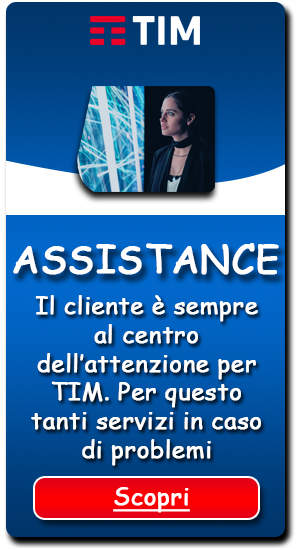 TIM
ASSISTANCE
Il cliente è sempre
al centro
dell'attenzione per
TIM. Per questo
tanti servizi in caso
di problemi
Scopri